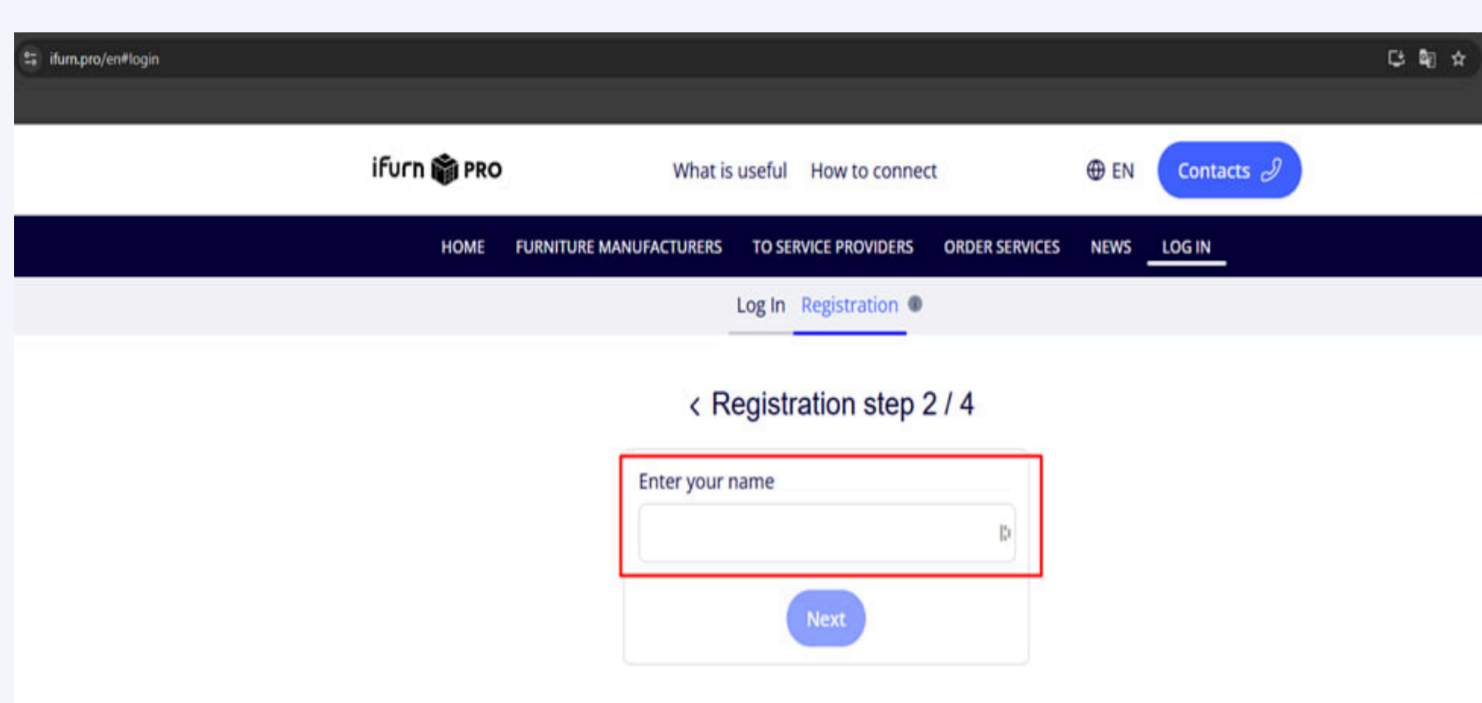 ifurn.pro/en#login
iFurn PRO
What is useful How to connect
EN
Contacts
HOME FURNITURE MANUFACTURERS TO SERVICE PROVIDERS ORDER SERVICES NEWS LOG IN
Log In Registration
< Registration step 2 / 4
Enter your name
Next